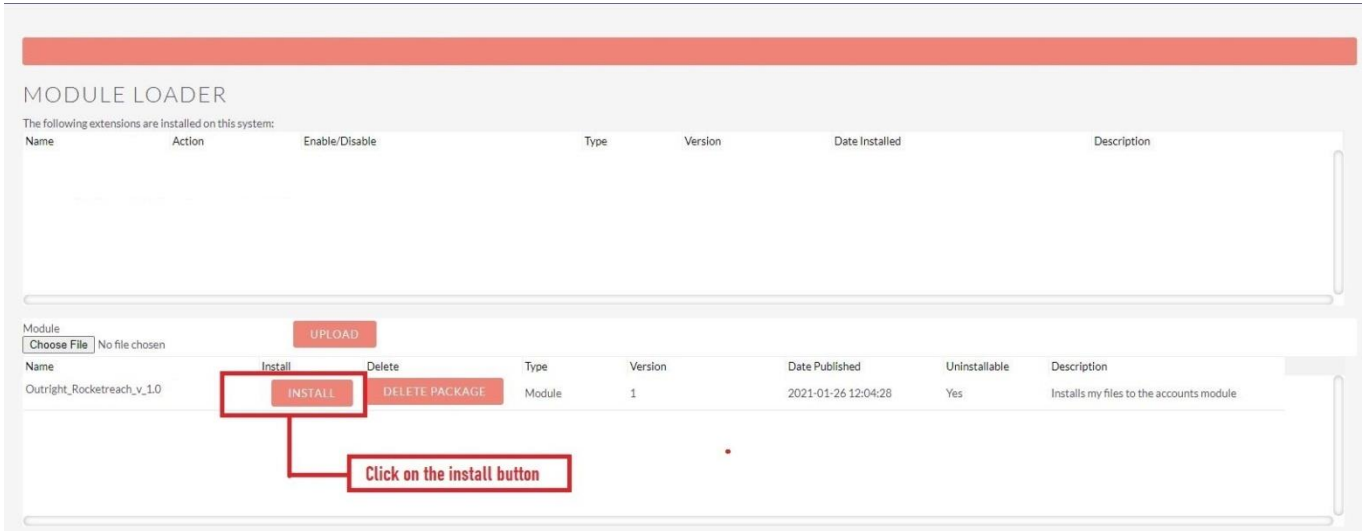 MODULE LOADER
The following extensions are installed on this system:
Name Action Enable/Disable Type Version Date Installed Description
Module
Choose File No file chosen UPLOAD
Name Install Delete Type Version Date Published Uninstallable Description
Outright_Rocketreach_v_1.0 INSTALL DELETE PACKAGE Module 1 2021-01-26 12:04:28 Yes Installs my files to the accounts module
Click on the install button